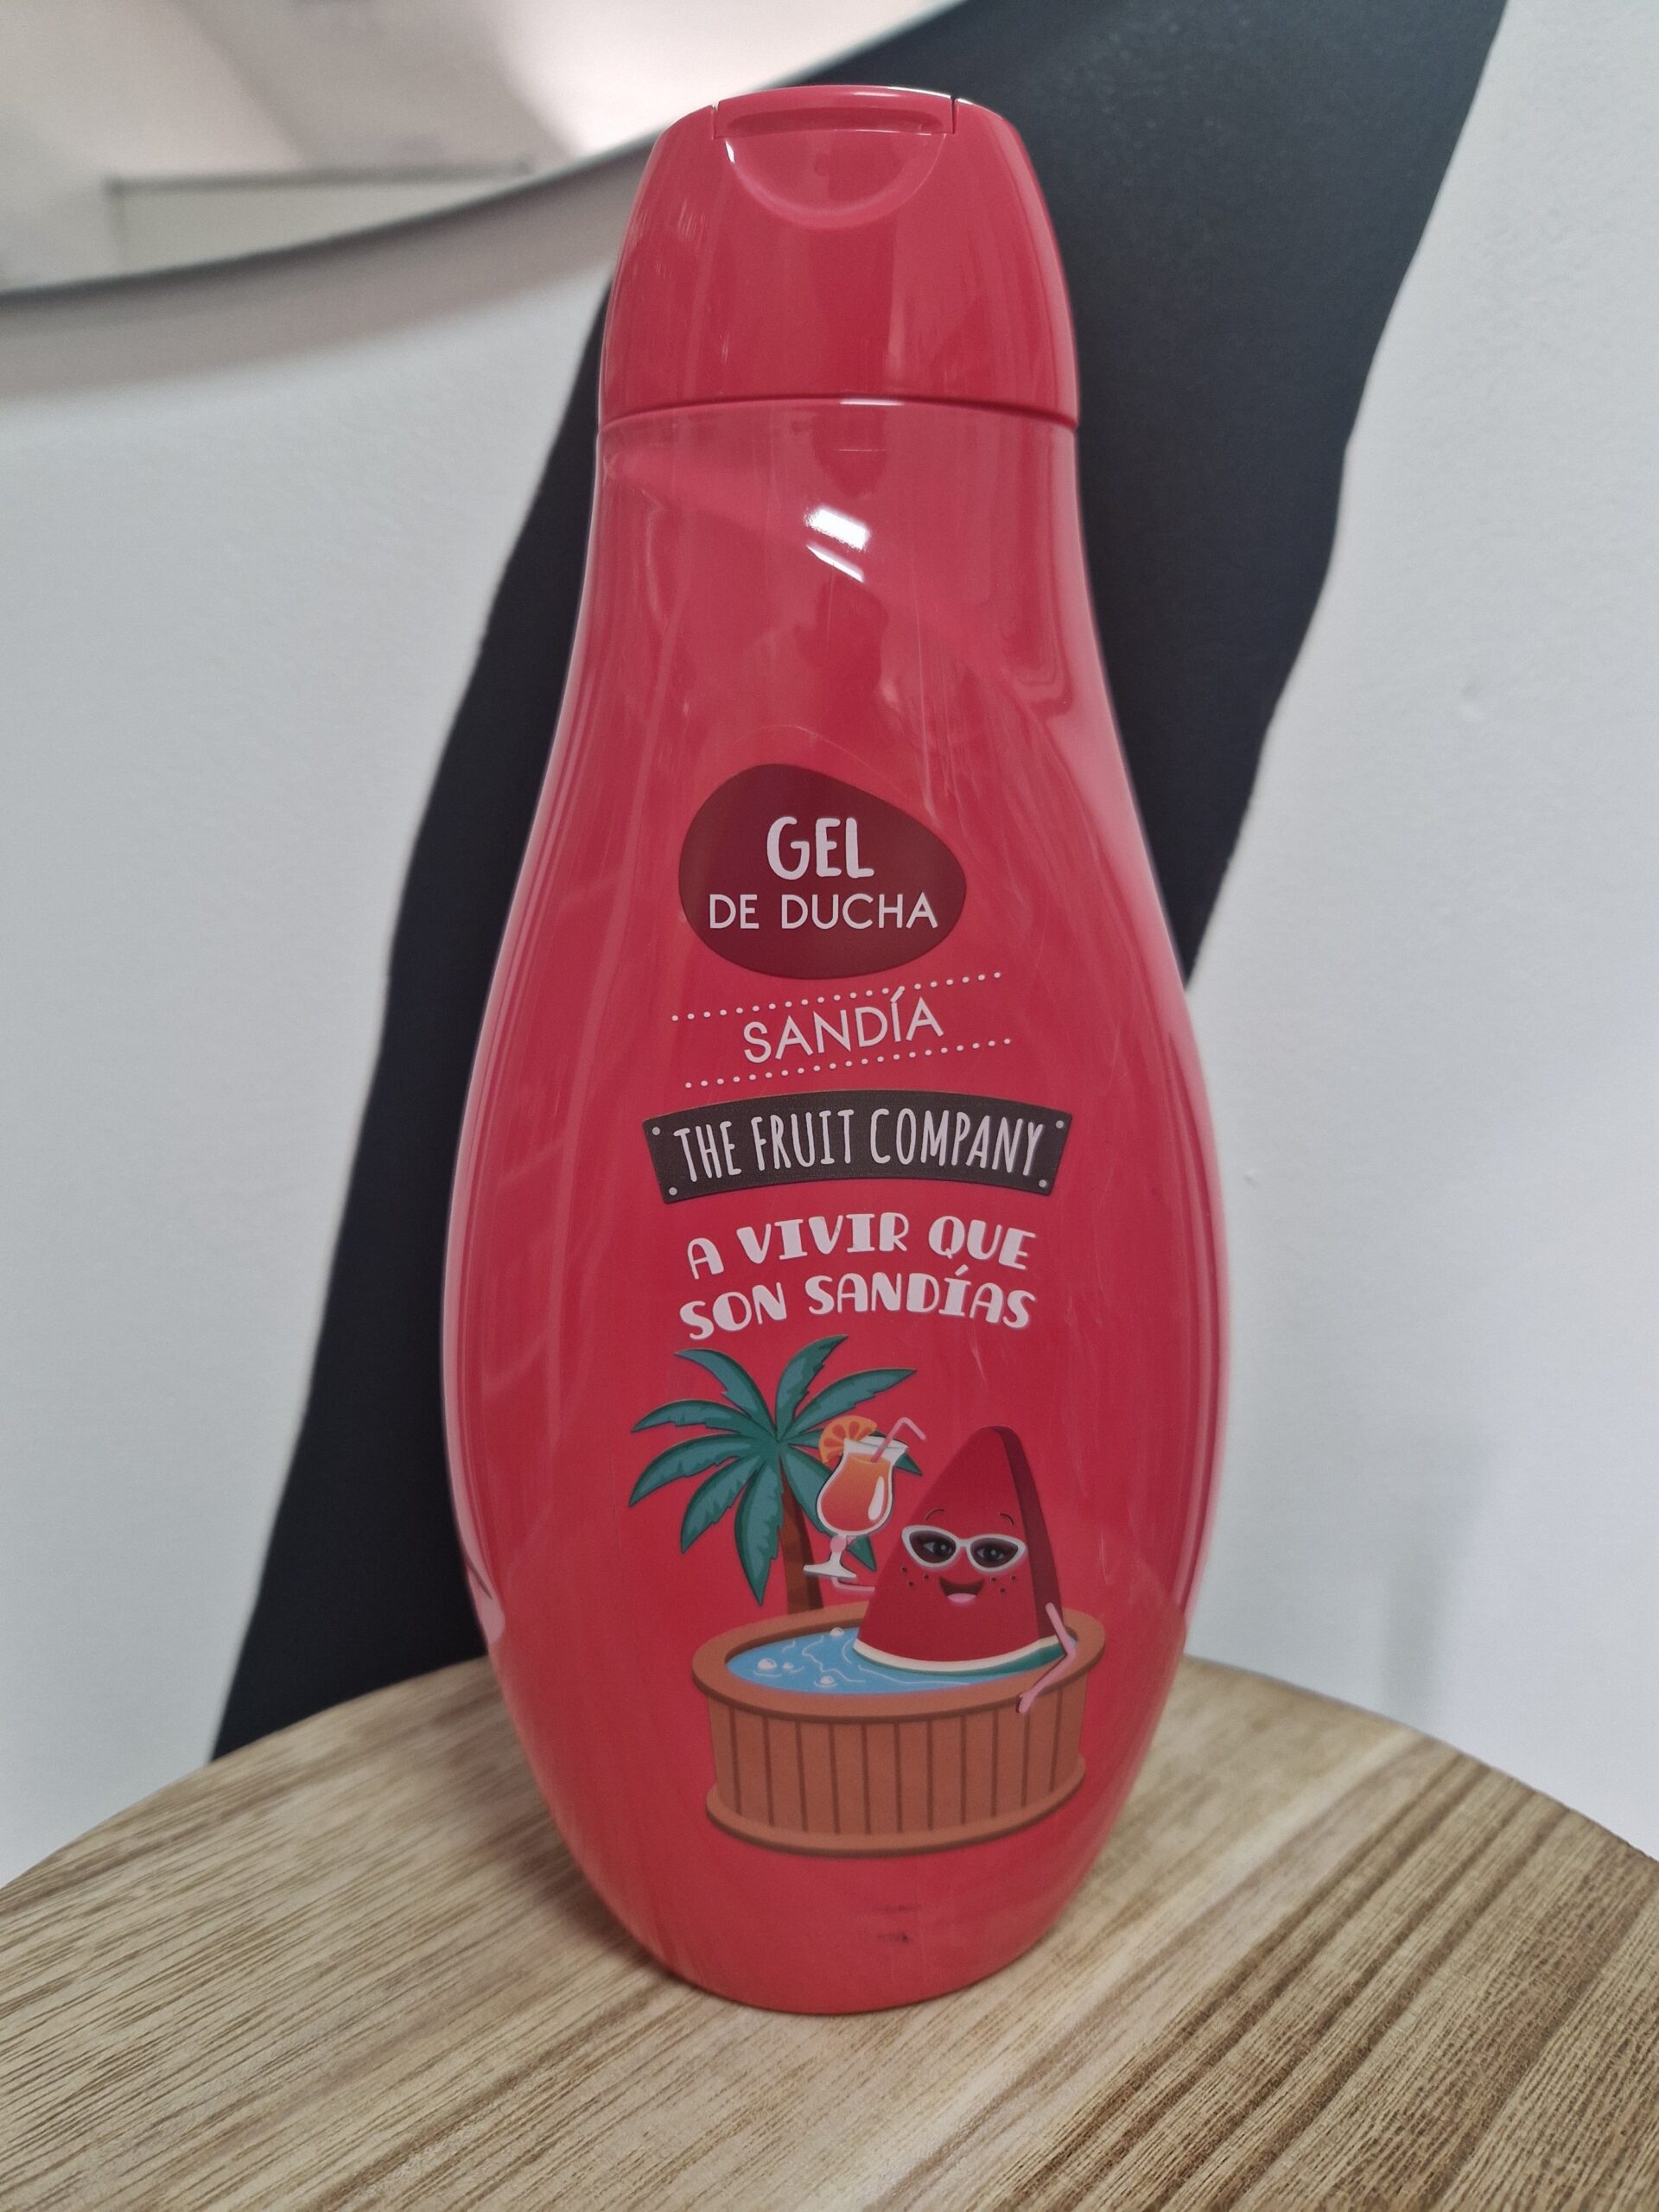 GEL
DE DUCHA
SANDÍA
THE FRUIT COMPANY
A VIVIR QUE
SON SANDÍAS